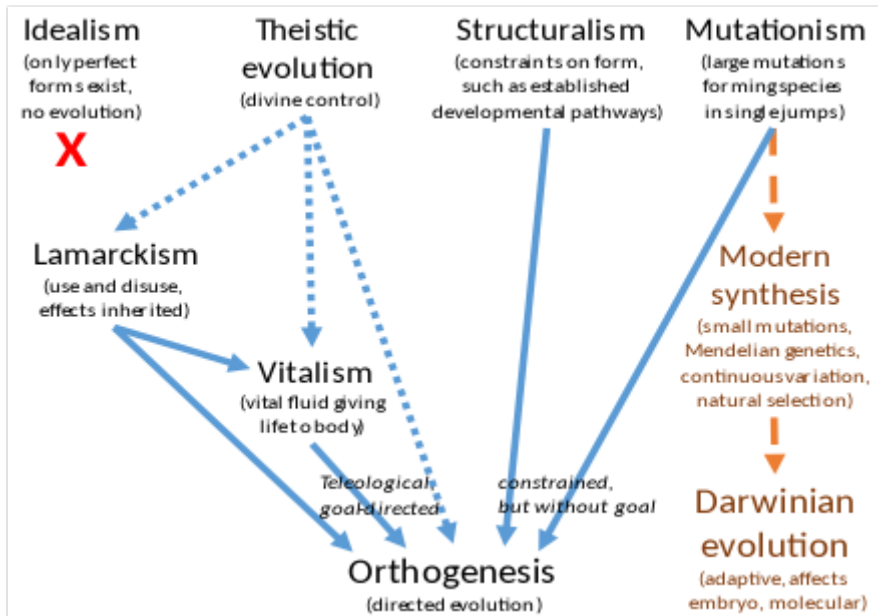 Idealism
(only perfect
forms exist,
no evolution)
X
Theistic
evolution
(divine control)
Structuralism
(constraints on form,
such as established
developmental pathways)
Mutationism
(large mutations
forming species
in single jumps)
Lamarckism
(use and disuse,
effects inherited)
Vitalism
(vital fluid giving
life to body)
Modern
synthesis
(small mutations,
Mendelian genetics,
continuous variation,
natural selection)
Teleological,
goal-directed
constrained,
but without goal
Orthogenesis
(directed evolution)
Darwinian
evolution
(adaptive, affects
embryo, molecular)